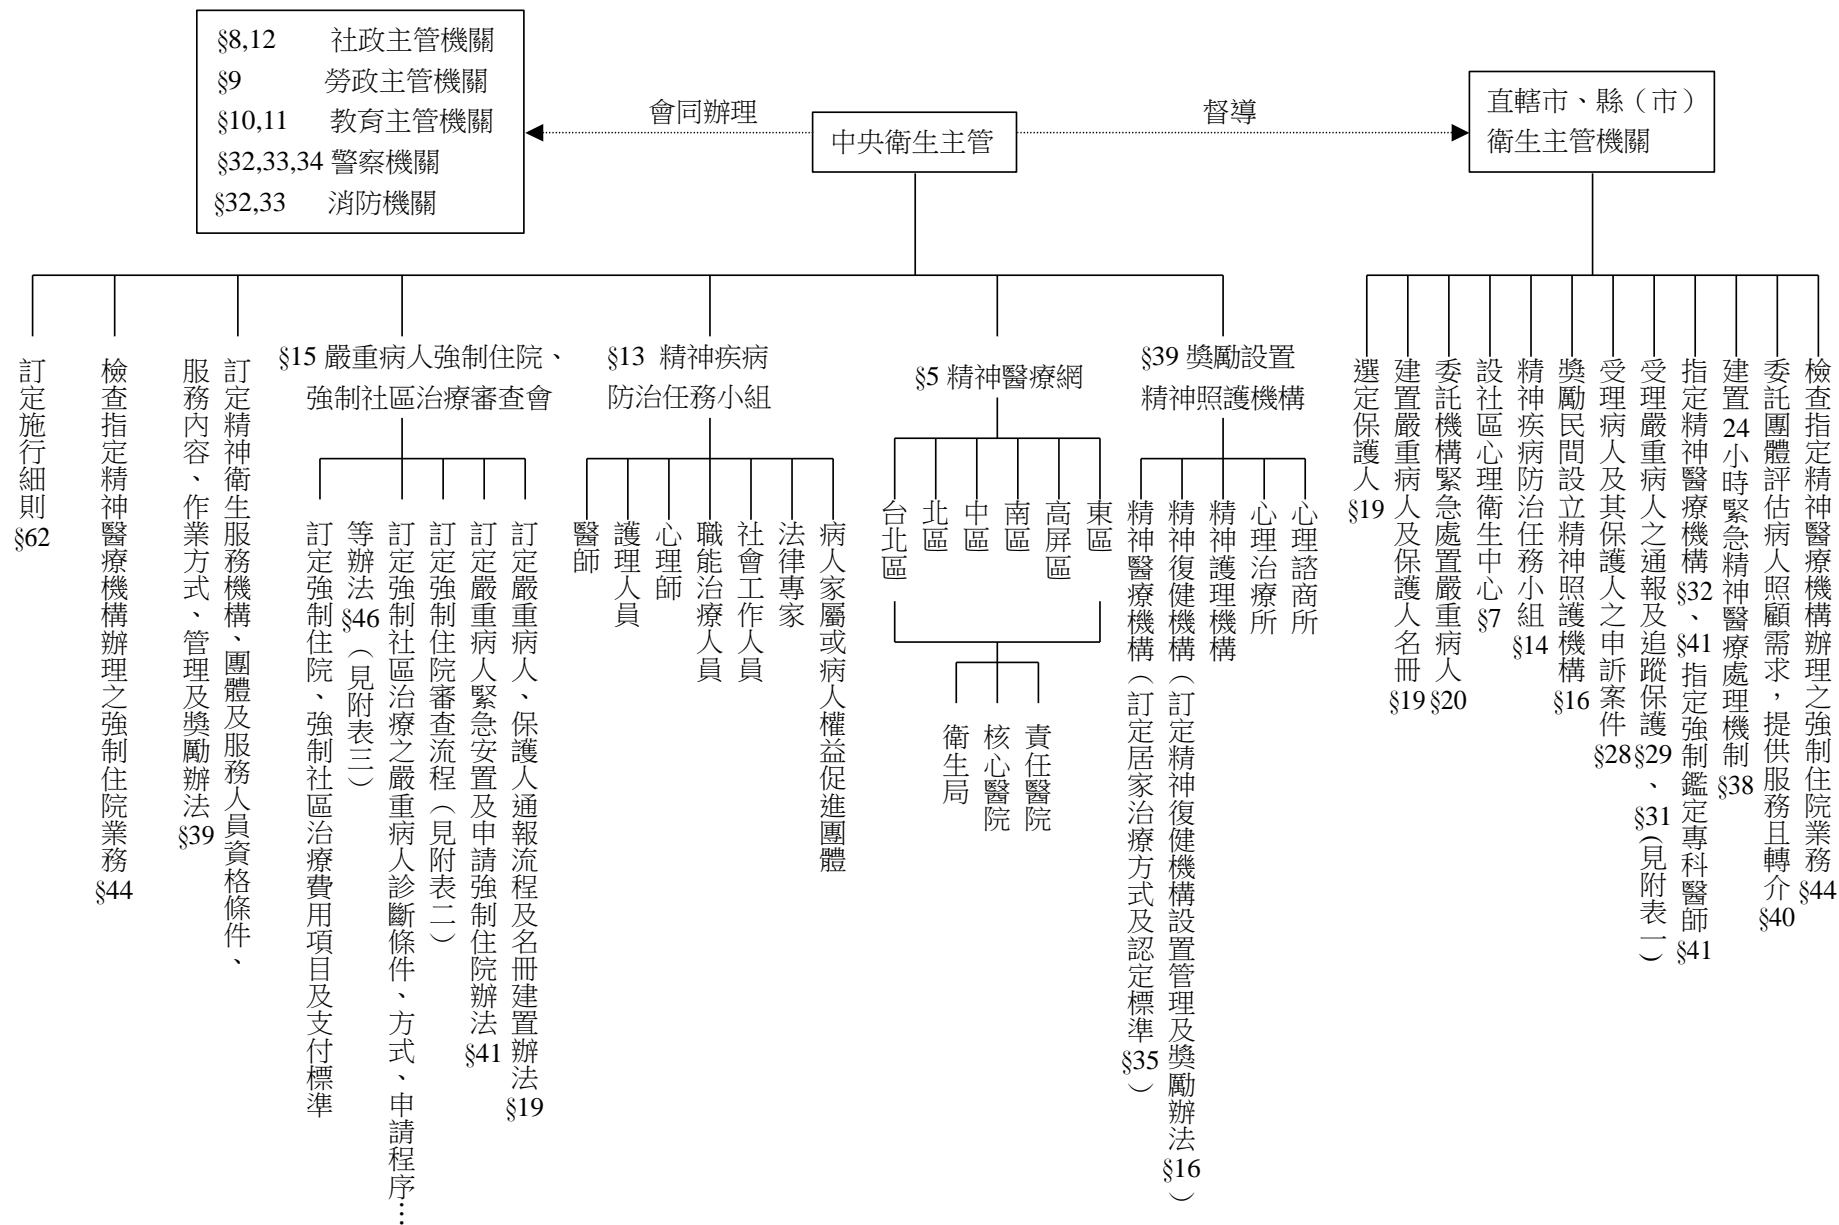 §8,12 社政主管機關
§9 勞政主管機關
§10,11 教育主管機關
§32,33,34 警察機關
§32,33 消防機關
會同辦理
中央衛生主管
督導
直轄市、縣（市）
衛生主管機關
訂定施行細則§62
檢查指定精神醫療機構辦理之強制住院業務§44
訂定精神衛生服務機構、團體及服務人員資格條件、
服務內容、作業方式、管理及獎勵辦法§39
§15 嚴重病人強制住院、
強制社區治療審查會
訂定嚴重病人、保護人通報流程及名冊建置辦法§19
訂定嚴重病人緊急安置及申請強制住院辦法§41
訂定強制住院審查流程（見附表二）
訂定強制社區治療之嚴重病人診斷條件、方式、申請程序…
等辦法§46（見附表三）
訂定強制住院、強制社區治療費用項目及支付標準
§13 精神疾病
防治任務小組
醫師
護理人員
心理師
職能治療人員
社會工作人員
法律專家
病人家屬或病人權益促進團體
§5 精神醫療網
台北區
北區
中區
南區
高屏區
東區
衛生局
核心醫院
責任醫院
§39 獎勵設置
精神照護機構
精神醫療機構（訂定居家治療方式及認定標準§35）
精神復健機構（訂定精神復健機構設置管理及獎勵辦法§16）
精神護理機構
心理治療所
心理諮商所
選定保護人§19
建置嚴重病人及保護人名冊§19
委託機構緊急處置嚴重病人§20
設社區心理衛生中心§7
精神疾病防治任務小組§14
獎勵民間設立精神照護機構§16
受理病人及其保護人之申訴案件§28
受理嚴重病人之通報及追蹤保護§29、§31(見附表一）
指定精神醫療機構§32、§41指定強制鑑定專科醫師§41
建置24小時緊急精神醫療處理機制§38
委託團體評估病人照顧需求，提供服務且轉介§40
檢查指定精神醫療機構辦理之強制住院業務§44